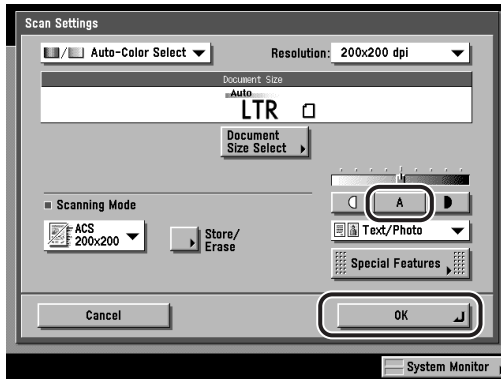 Scan Settings
Auto-Color Select
Resolution: 200x200 dpi
Document Size
Auto
LTR
Document
Size Select
Scanning Mode
A
ACS
200x200
Store/
Erase
Text/Photo
Special Features
Cancel
OK
System Monitor